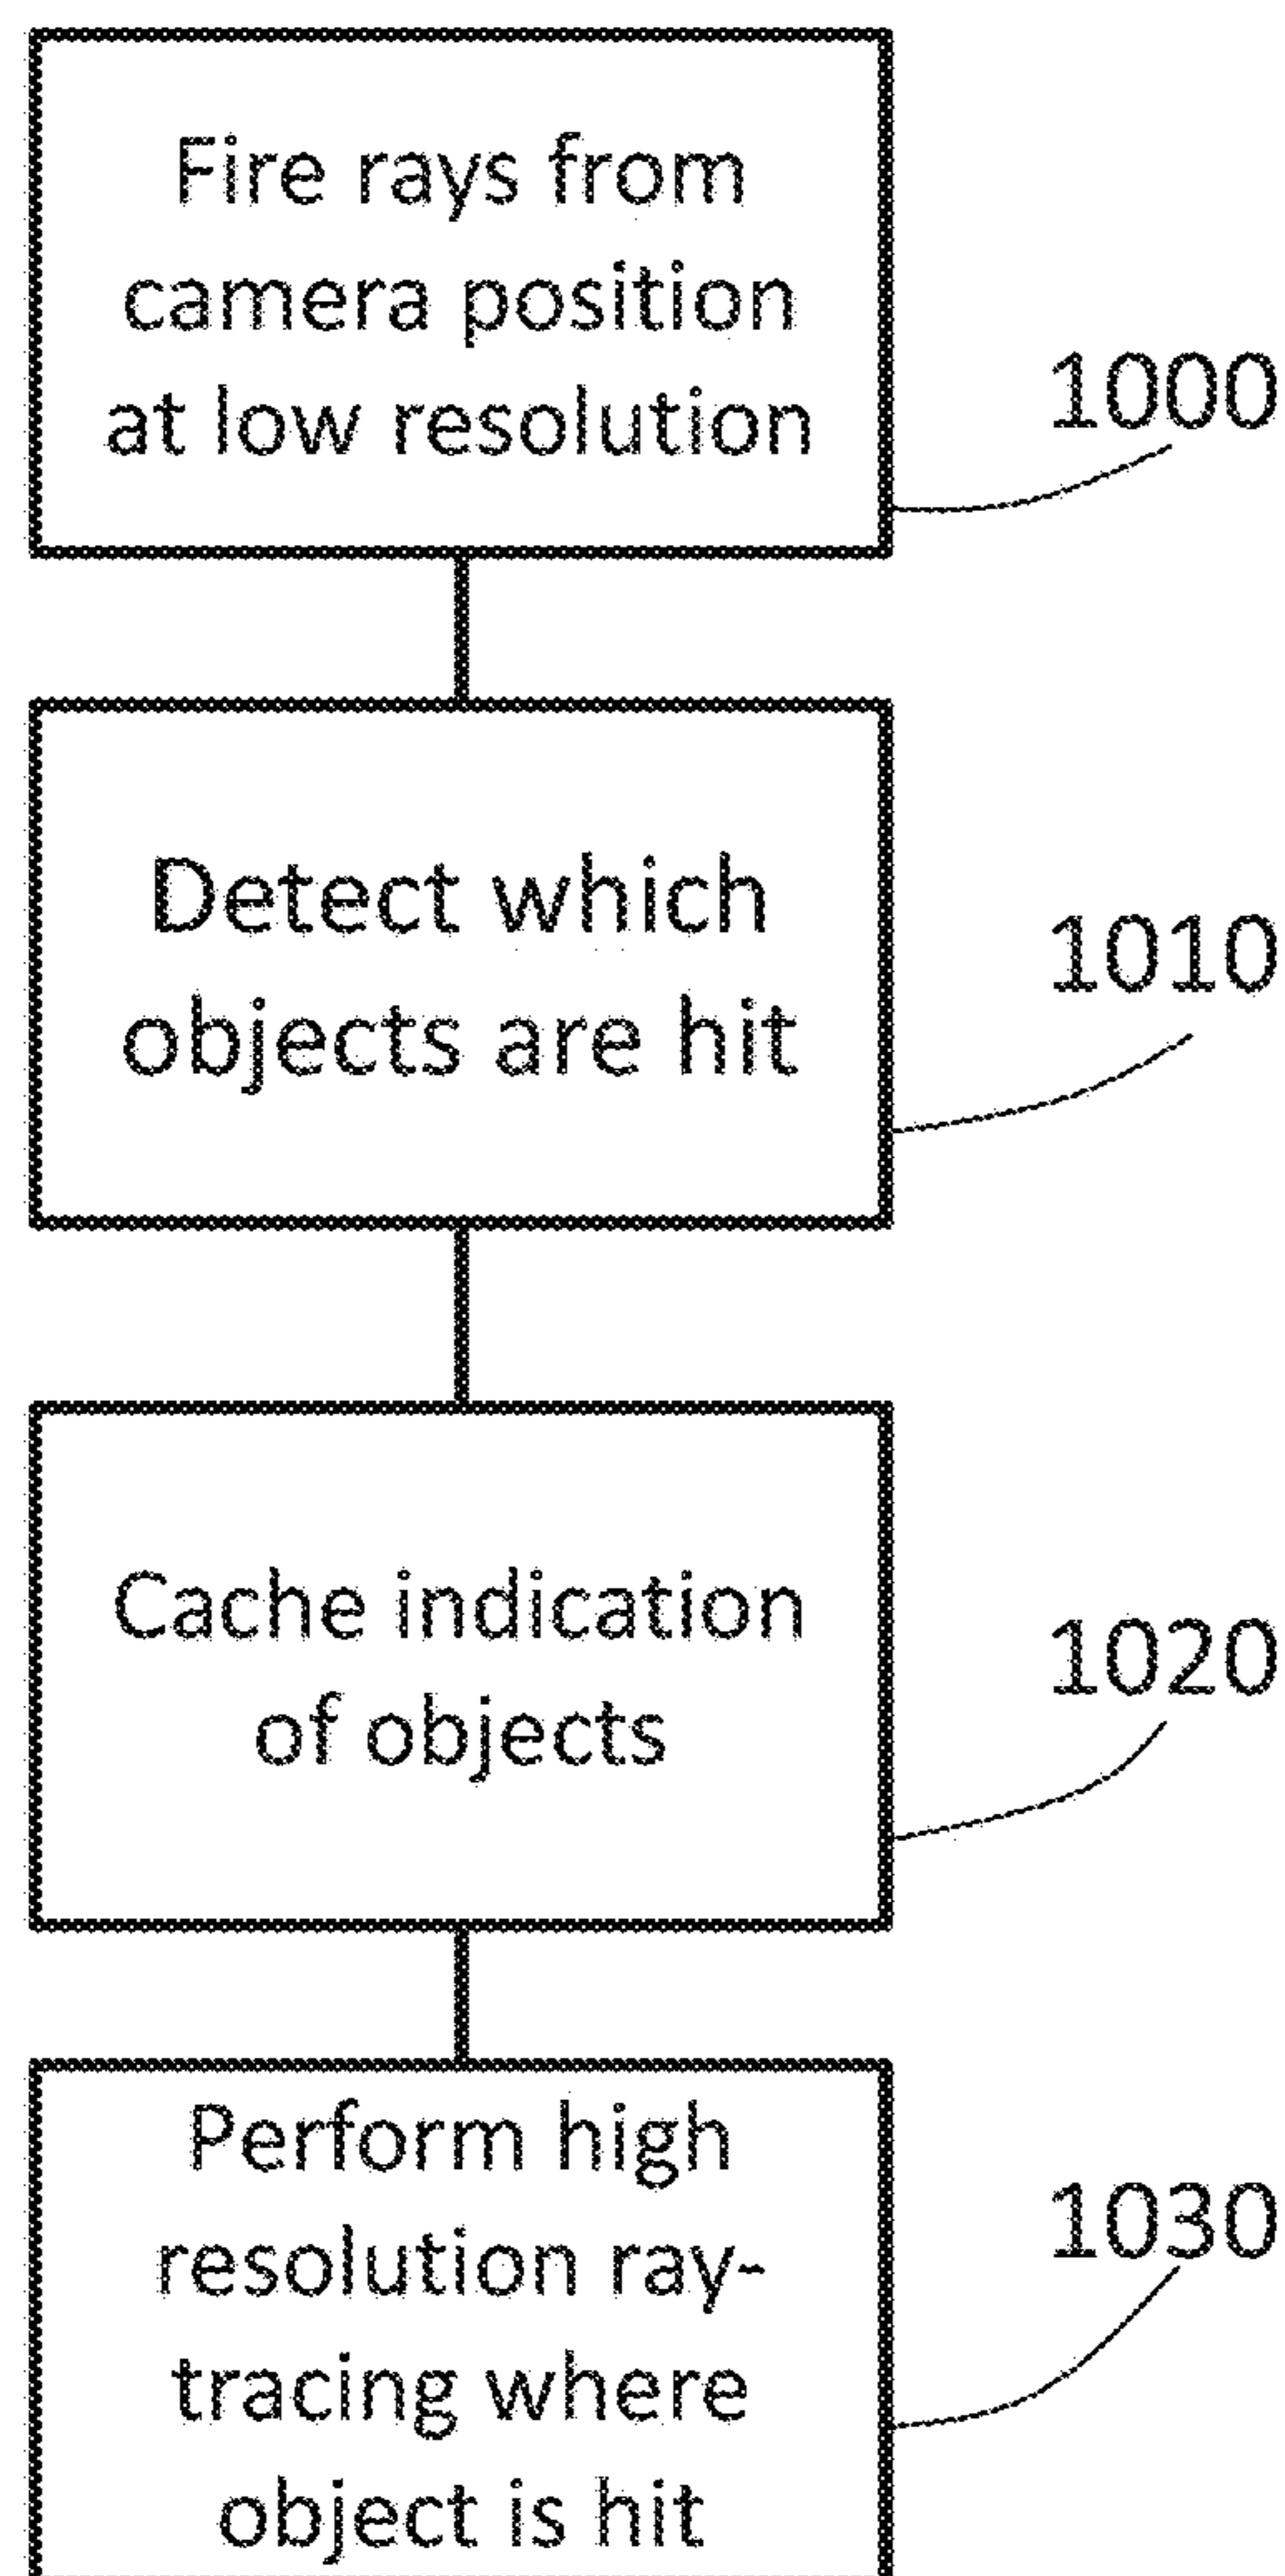 Fire rays from
camera position
at low resolution
1000
Detect which
objects are hit
1010
Cache indication
of objects
1020
Perform high
resolution ray-
tracing where
object is hit
1030